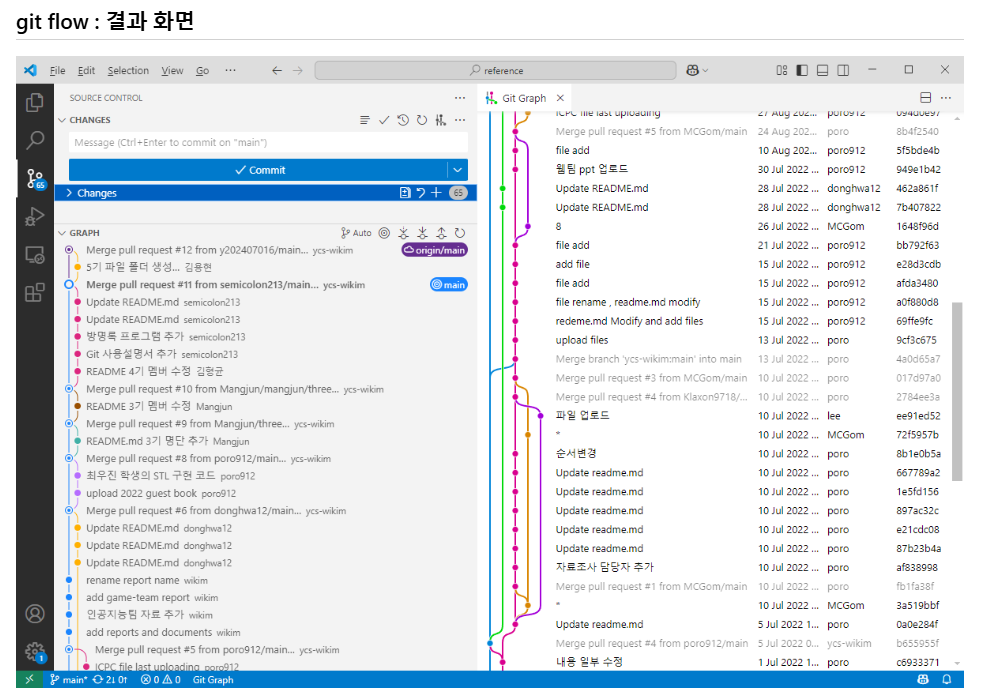 git flow : 결과 화면
File Edit Selection View Go ··· reference
SOURCE CONTROL
CHANGES
Message (Ctrl+Enter to commit on "main")
Commit
Changes 65
GRAPH Auto
Merge pull request #12 from y202407016/main... ycs-wikim origin/main
5기 파일 폴더 생성... 김용현
Merge pull request #11 from semicolon213/main... ycs-wikim main
Update README.md semicolon213
Update README.md semicolon213
방명록 프로그램 추가 semicolon213
Git 사용설명서 추가 semicolon213
README 4기 멤버 수정 김형균
Merge pull request #10 from Mangjun/mangjun/three... ycs-wikim
README 3기 멤버 수정 Mangjun
Merge pull request #9 from Mangjun/three... ycs-wikim
README.md 3기 명단 추가 Mangjun
Merge pull request #8 from poro912/main... ycs-wikim
최우진 학생의 STL 구현 코드 poro912
upload 2022 guest book poro912
Merge pull request #6 from donghwa12/main... ycs-wikim
Update README.md donghwa12
Update README.md donghwa12
Update README.md donghwa12
rename report name wikim
add game-team report wikim
인공지능팀 자료 추가 wikim
add reports and documents wikim
Merge pull request #5 from poro912/main... ycs-wikim
ICPC file last uploading poro912
Git Graph
ICPC file last uploading 27 Aug 202... poro912 094d0e97
Merge pull request #5 from MCGom/main 24 Aug 202... poro 8b4f2540
file add 10 Aug 202... poro912 5f5bde4b
웰팀 ppt 업로드 30 Jul 2022 ... poro912 949e1b42
Update README.md 28 Jul 2022 ... donghwa12 462a861f
Update README.md 28 Jul 2022 ... donghwa12 7b407822
8 26 Jul 2022 ... MCGom 1648f96d
file add 21 Jul 2022 ... poro912 bb792f63
add file 15 Jul 2022 ... poro912 e28d3cdb
file add 15 Jul 2022 ... poro912 afda3480
file rename , readme.md modify 15 Jul 2022 ... poro912 a0f880d8
redeme.md Modify and add files 15 Jul 2022 ... poro912 69ffe9fc
upload files 13 Jul 2022 ... poro 9cf3c675
Merge branch 'ycs-wikim:main' into main 13 Jul 2022 ... poro 4a0d65a7
Merge pull request #3 from MCGom/main 10 Jul 2022 ... poro 017d97a0
Merge pull request #4 from Klaxon9718/... 10 Jul 2022 ... poro 2784ee3a
파일 업로드 10 Jul 2022 ... lee ee91ed52
* 10 Jul 2022 ... MCGom 72f5957b
순서변경 10 Jul 2022 ... poro 8b1e0b5a
Update readme.md 10 Jul 2022 ... poro 667789a2
Update readme.md 10 Jul 2022 ... poro 1e5fd156
Update readme.md 10 Jul 2022 ... poro 897ac32c
Update readme.md 10 Jul 2022 ... poro e21cdc08
Update readme.md 10 Jul 2022 ... poro 87b23b4a
자료조사 담당자 추가 10 Jul 2022 ... poro af838998
Merge pull request #1 from MCGom/main 10 Jul 2022 ... poro fb1fa38f
* 10 Jul 2022 ... MCGom 3a519bbf
Update readme.md 5 Jul 2022 1... poro 0a0e284f
Merge pull request #4 from poro912/main 5 Jul 2022 0... ycs-wikim b655955f
내용 일부 수정 1 Jul 2022 1... poro c6933371
65
1
main* 2↓ 0↑ 0 0 Git Graph